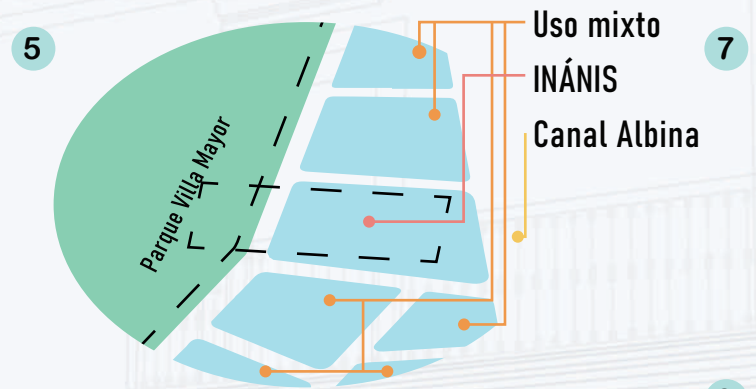 5
Uso mixto
7
INÁNIS
Canal Albina
Parque Villa Mayor